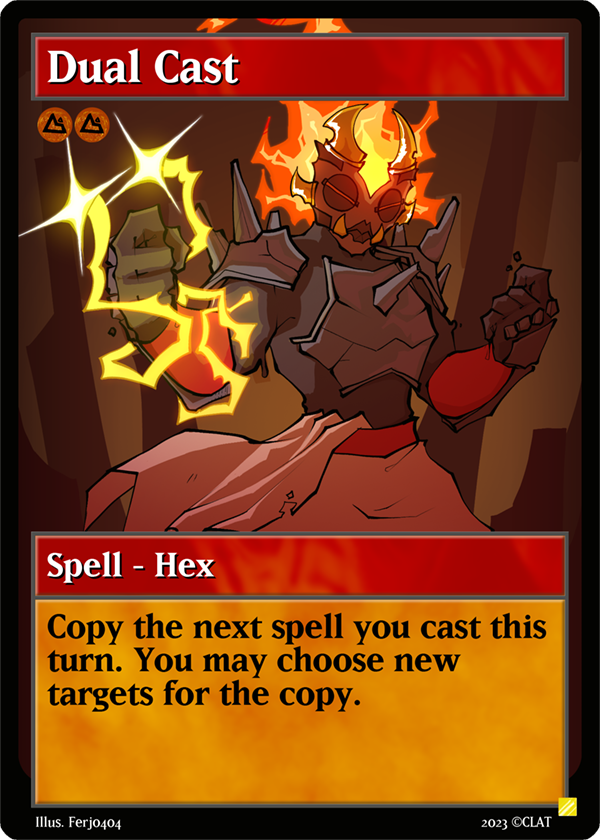 Dual Cast
Spell - Hex
Copy the next spell you cast this
turn. You may choose new
targets for the copy.
Illus. Ferj0404
2023 ©CLAT